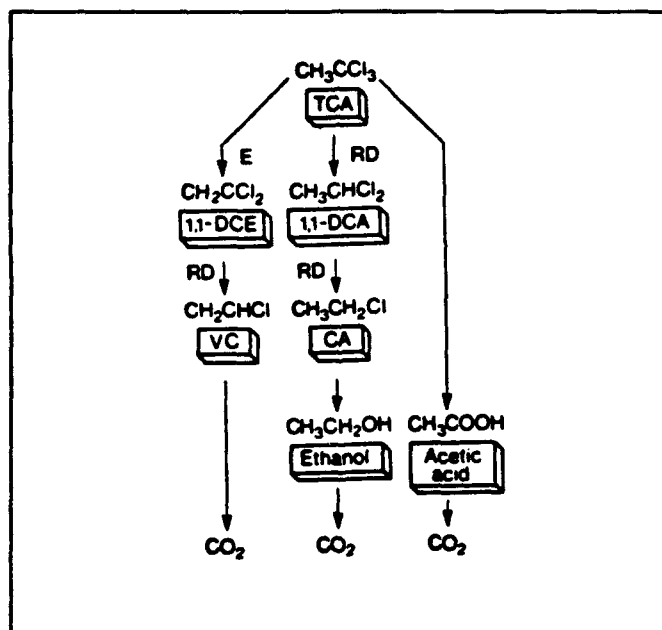 CH₃CCl₃
TCA
E RD
CH₂CCl₂ CH₃CHCl₂
1,1-DCE 1,1-DCA
RD RD
CH₂CHCl CH₃CH₂Cl
VC CA
CH₃CH₂OH CH₃COOH
Ethanol Acetic
acid
CO₂ CO₂ CO₂